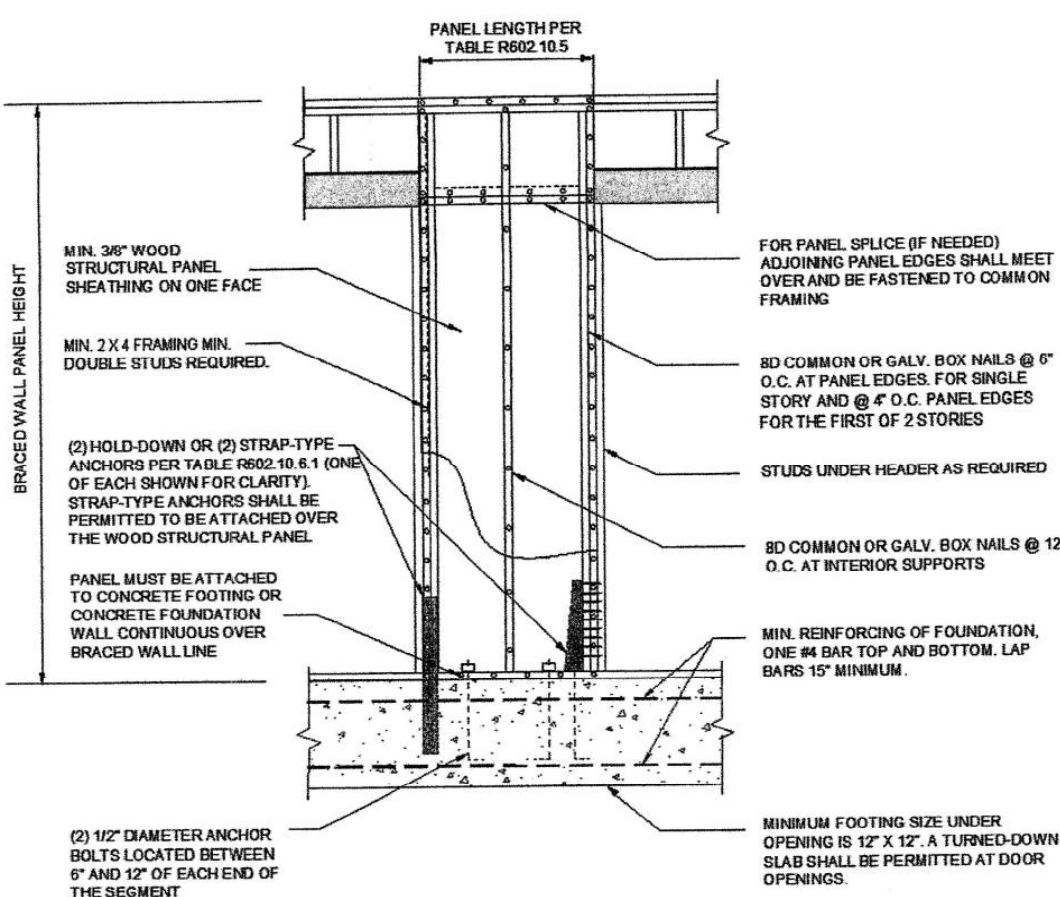 PANEL LENGTH PER
TABLE R602.10.5
BRACED WALL PANEL HEIGHT
MIN. 3/8" WOOD
STRUCTURAL PANEL
SHEATHING ON ONE FACE
MIN. 2 X 4 FRAMING MIN.
DOUBLE STUDS REQUIRED.
(2) HOLD-DOWN OR (2) STRAP-TYPE
ANCHORS PER TABLE R602.10.6.1 (ONE
OF EACH SHOWN FOR CLARITY).
STRAP-TYPE ANCHORS SHALL BE
PERMITTED TO BE ATTACHED OVER
THE WOOD STRUCTURAL PANEL
PANEL MUST BE ATTACHED
TO CONCRETE FOOTING OR
CONCRETE FOUNDATION
WALL CONTINUOUS OVER
BRACED WALL LINE
(2) 1/2" DIAMETER ANCHOR
BOLTS LOCATED BETWEEN
6" AND 12" OF EACH END OF
THE SEGMENT
FOR PANEL SPLICE (IF NEEDED)
ADJOINING PANEL EDGES SHALL MEET
OVER AND BE FASTENED TO COMMON
FRAMING
8D COMMON OR GALV. BOX NAILS @ 6"
O.C. AT PANEL EDGES. FOR SINGLE
STORY AND @ 4" O.C. PANEL EDGES
FOR THE FIRST OF 2 STORIES
STUDS UNDER HEADER AS REQUIRED
8D COMMON OR GALV. BOX NAILS @ 12
O.C. AT INTERIOR SUPPORTS
MIN. REINFORCING OF FOUNDATION,
ONE #4 BAR TOP AND BOTTOM. LAP
BARS 15" MINIMUM.
MINIMUM FOOTING SIZE UNDER
OPENING IS 12" X 12". A TURNED-DOWN
SLAB SHALL BE PERMITTED AT DOOR
OPENINGS.